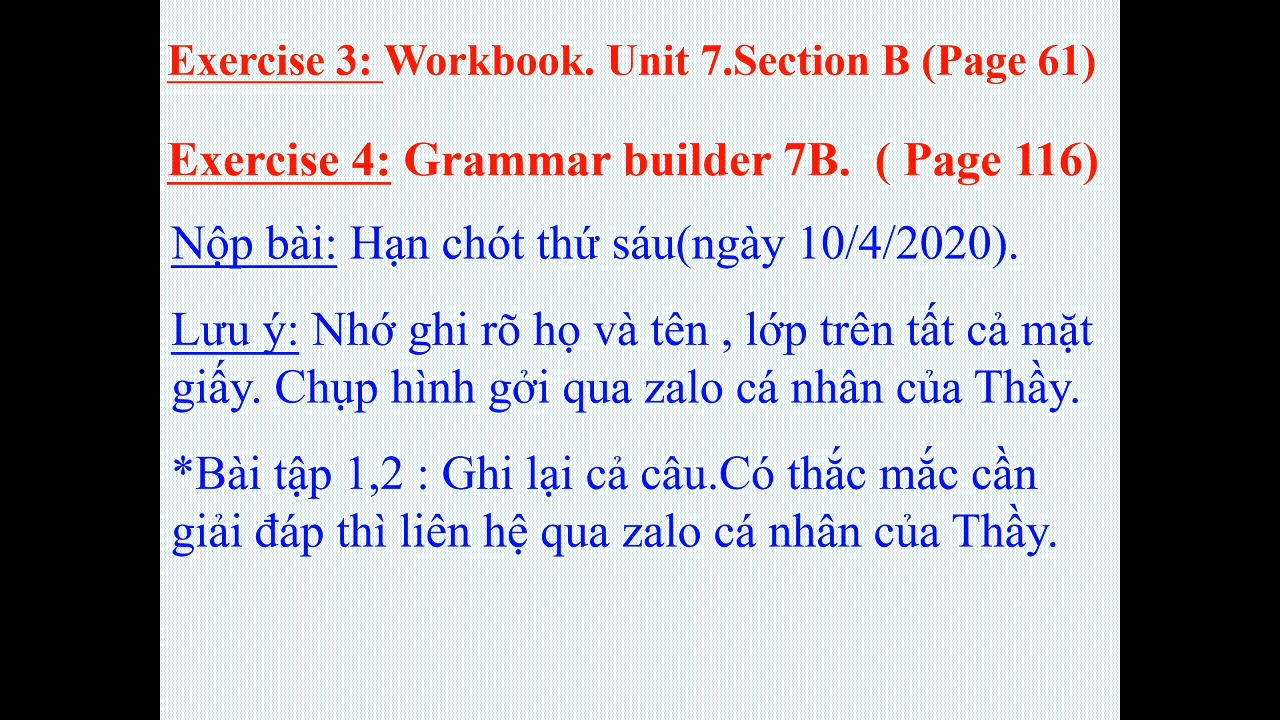 Exercise 3: Workbook. Unit 7.Section B (Page 61)
Exercise 4: Grammar builder 7B. ( Page 116)
Nộp bài: Hạn chót thứ sáu(ngày 10/4/2020).
Lưu ý: Nhớ ghi rõ họ và tên , lớp trên tất cả mặt
giấy. Chụp hình gởi qua zalo cá nhân của Thầy.
*Bài tập 1,2 : Ghi lại cả câu.Có thắc mắc cần
giải đáp thì liên hệ qua zalo cá nhân của Thầy.